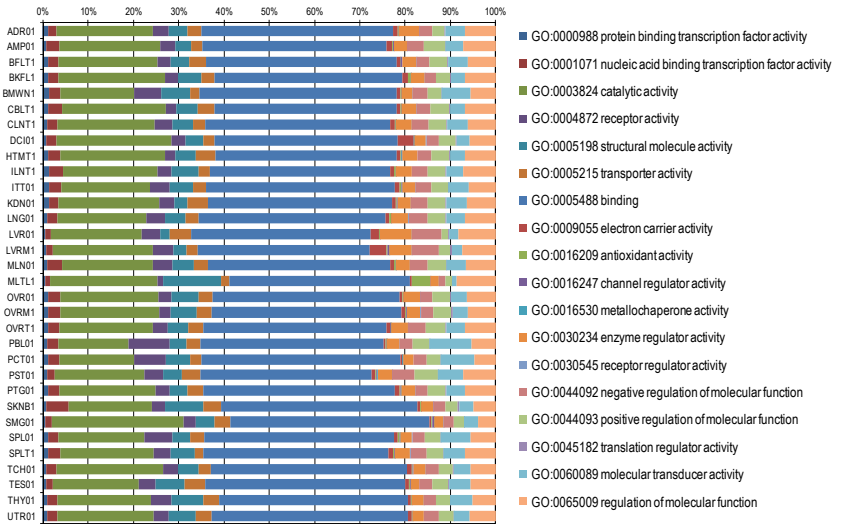 0% 10% 20% 30% 40% 50% 60% 70% 80% 90% 100%
ADR01
AMP01
BFLT1
BKFL1
BMWN1
CBLT1
CLNT1
DCI01
HTMT1
ILNT1
ITT01
KDN01
LNG01
LVR01
LVRM1
MLN01
MLTL1
OVR01
OVRM1
OVRT1
PBL01
PCT01
PST01
PTG01
SKNB1
SMG01
SPL01
SPLT1
TCH01
TES01
THY01
UTR01
GO:0000988 protein binding transcription factor activity
GO:0001071 nucleic acid binding transcription factor activity
GO:0003824 catalytic activity
GO:0004872 receptor activity
GO:0005198 structural molecule activity
GO:0005215 transporter activity
GO:0005488 binding
GO:0009055 electron carrier activity
GO:0016209 antioxidant activity
GO:0016247 channel regulator activity
GO:0016530 metallochaperone activity
GO:0030234 enzyme regulator activity
GO:0030545 receptor regulator activity
GO:0044092 negative regulation of molecular function
GO:0044093 positive regulation of molecular function
GO:0045182 translation regulator activity
GO:0060089 molecular transducer activity
GO:0065009 regulation of molecular function